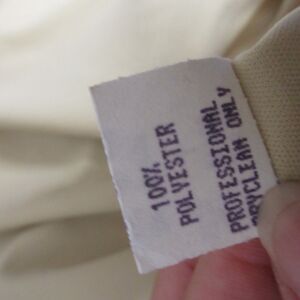 100%
POLYESTER
PROFESSIONAL
DRYCLEAN ONLY